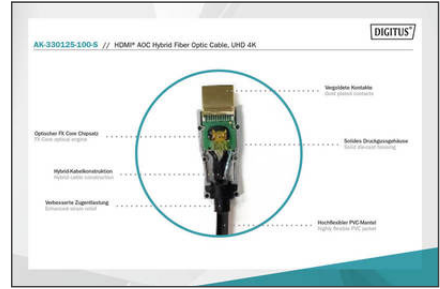 DIGITUS®
AK-330125-100-S // HDMI® AOC Hybrid Fiber Optic Cable, UHD 4K
Vergoldete Kontakte
Gold plated contacts
Optischer Fit Core Chipsatz
Fit Core optical engine
Solides Druckgussgehäuse
Solid die-cast housing
Hybrid-Kabelkonstruktion
Hybrid cable construction
Verbesserte Zugentlastung
Enhanced strain relief
Hochflexibler PVC-Mantel
highly flexible PVC jacket